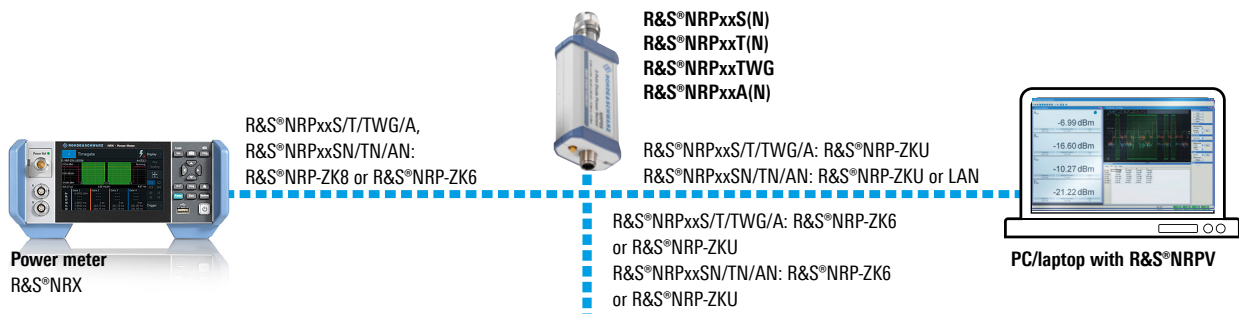 R&S®NRPxxS(N)
R&S®NRPxxT(N)
R&S®NRPxxTWG
R&S®NRPxxA(N)
R&S®NRPxxS/T/TWG/A,
R&S®NRPxxSN/TN/AN:
R&S®NRP-ZK8 or R&S®NRP-ZK6
R&S®NRPxxS/T/TWG/A: R&S®NRP-ZKU
R&S®NRPxxSN/TN/AN: R&S®NRP-ZKU or LAN
R&S®NRPxxS/T/TWG/A: R&S®NRP-ZK6
or R&S®NRP-ZKU
R&S®NRPxxSN/TN/AN: R&S®NRP-ZK6
or R&S®NRP-ZKU
Power meter
R&S®NRX
PC/laptop with R&S®NRPV
ROHDE&SCHWARZ
Timegate
-6.99 dBm
-16.60 dBm
-10.27 dBm
-21.22 dBm